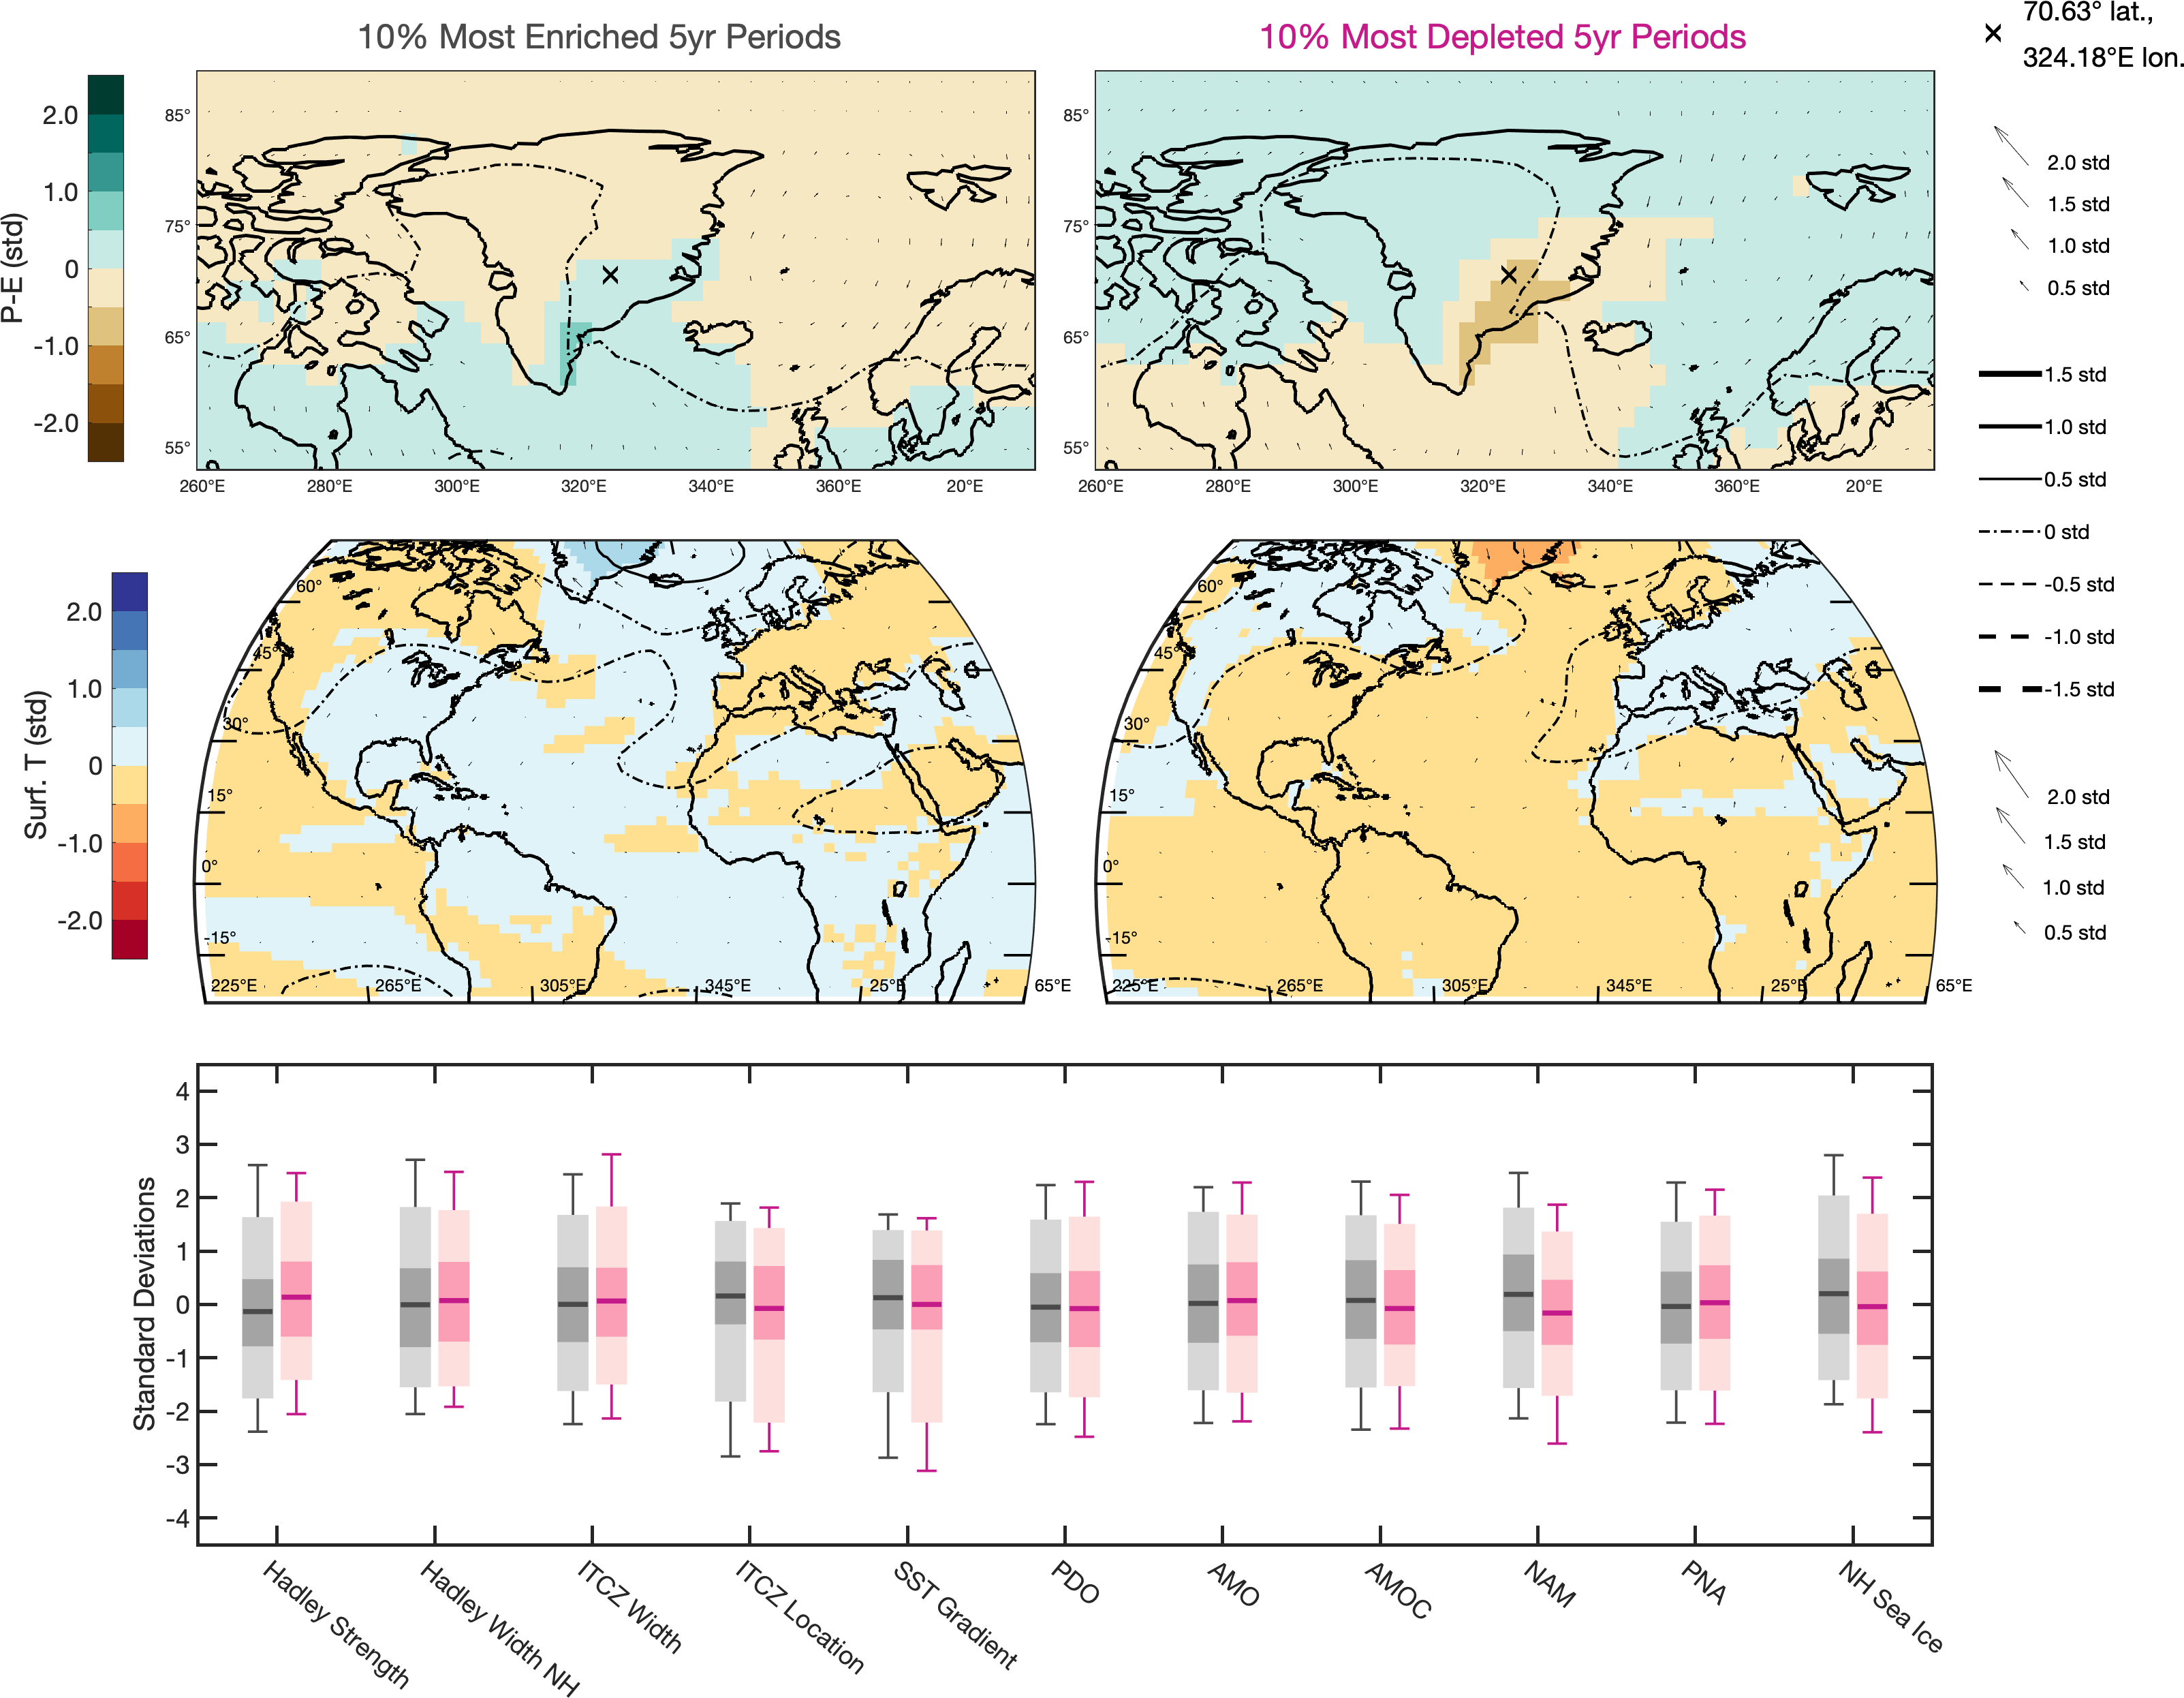 10% Most Enriched 5yr Periods
10% Most Depleted 5yr Periods
70.63° lat.,
324.18°E lon.
P-E (std)
2.0
1.0
0
-1.0
-2.0
85°
75°
65°
55°
260°E 280°E 300°E 320°E 340°E 360°E 20°E
85°
75°
65°
55°
260°E 280°E 300°E 320°E 340°E 360°E 20°E
2.0 std
1.5 std
1.0 std
0.5 std
1.5 std
1.0 std
0.5 std
0 std
-0.5 std
-1.0 std
-1.5 std
Surf. T (std)
2.0
1.0
0
-1.0
-2.0
60°
45°
30°
15°
0°
-15°
225°E 265°E 305°E 345°E 25°E 65°E
60°
45°
30°
15°
0°
-15°
225°E 265°E 305°E 345°E 25°E 65°E
2.0 std
1.5 std
1.0 std
0.5 std
Standard Deviations
4
3
2
1
0
-1
-2
-3
-4
Hadley Strength
Hadley Width NH
ITCZ Width
ITCZ Location
SST Gradient
PDO
AMO
AMOC
NAM
PNA
NH Sea Ice